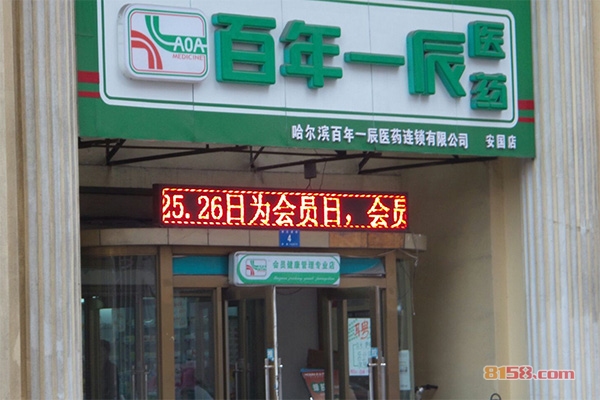 AOA
MEDICINE
百年一辰医药
哈尔滨百年一辰医药连锁有限公司 安国店
25.26日为会员日，会员
4
会员健康管理专业店
8158.com